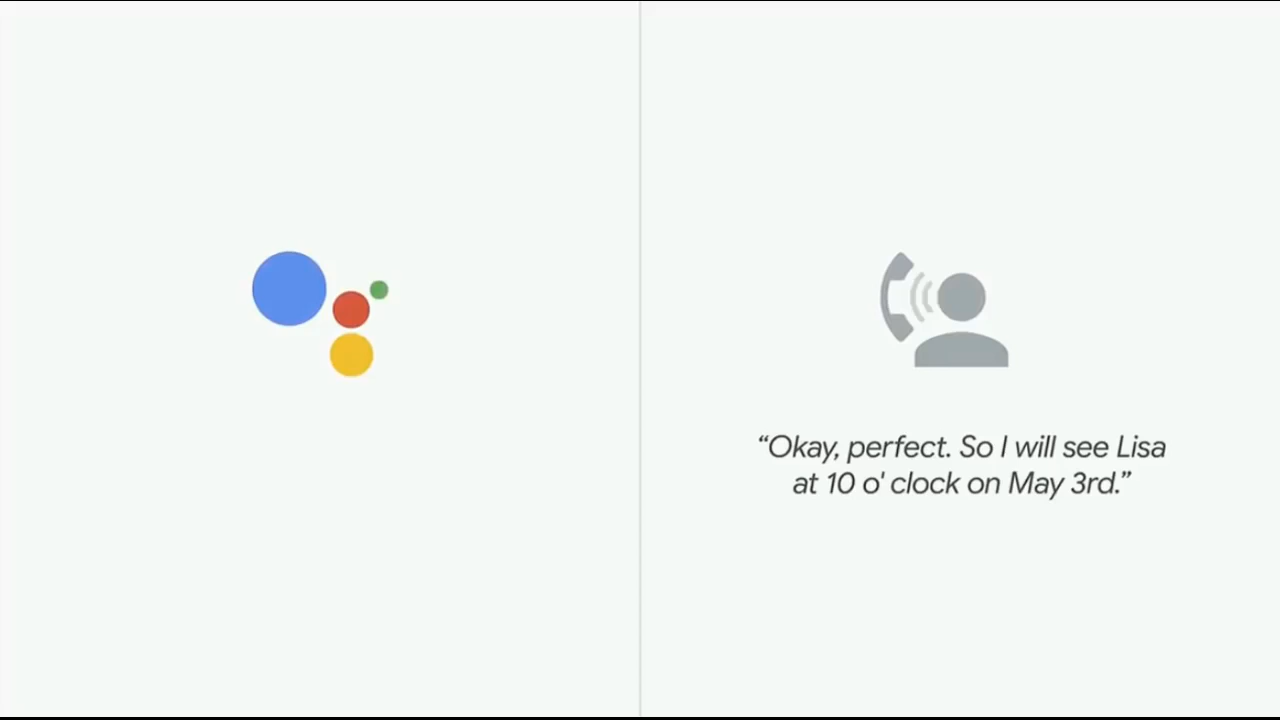 “Okay, perfect. So I will see Lisa
at 10 o' clock on May 3rd.”